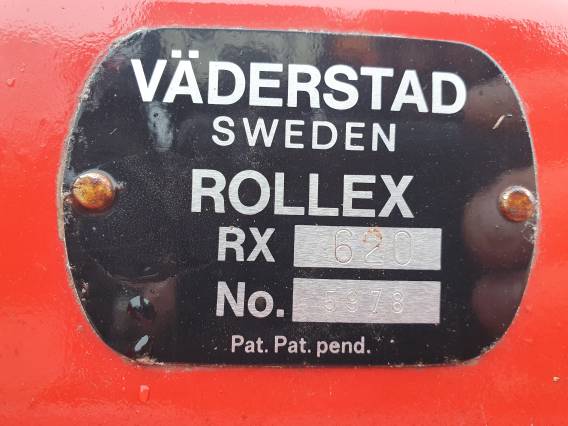 VÄDERSTAD
SWEDEN
ROLLEX
RX 620
No. 5978
Pat. Pat. pend.